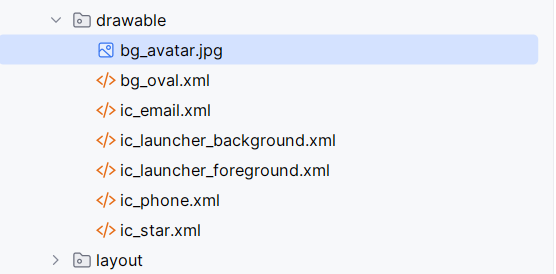 drawable
bg_avatar.jpg
bg_oval.xml
ic_email.xml
ic_launcher_background.xml
ic_launcher_foreground.xml
ic_phone.xml
ic_star.xml
layout